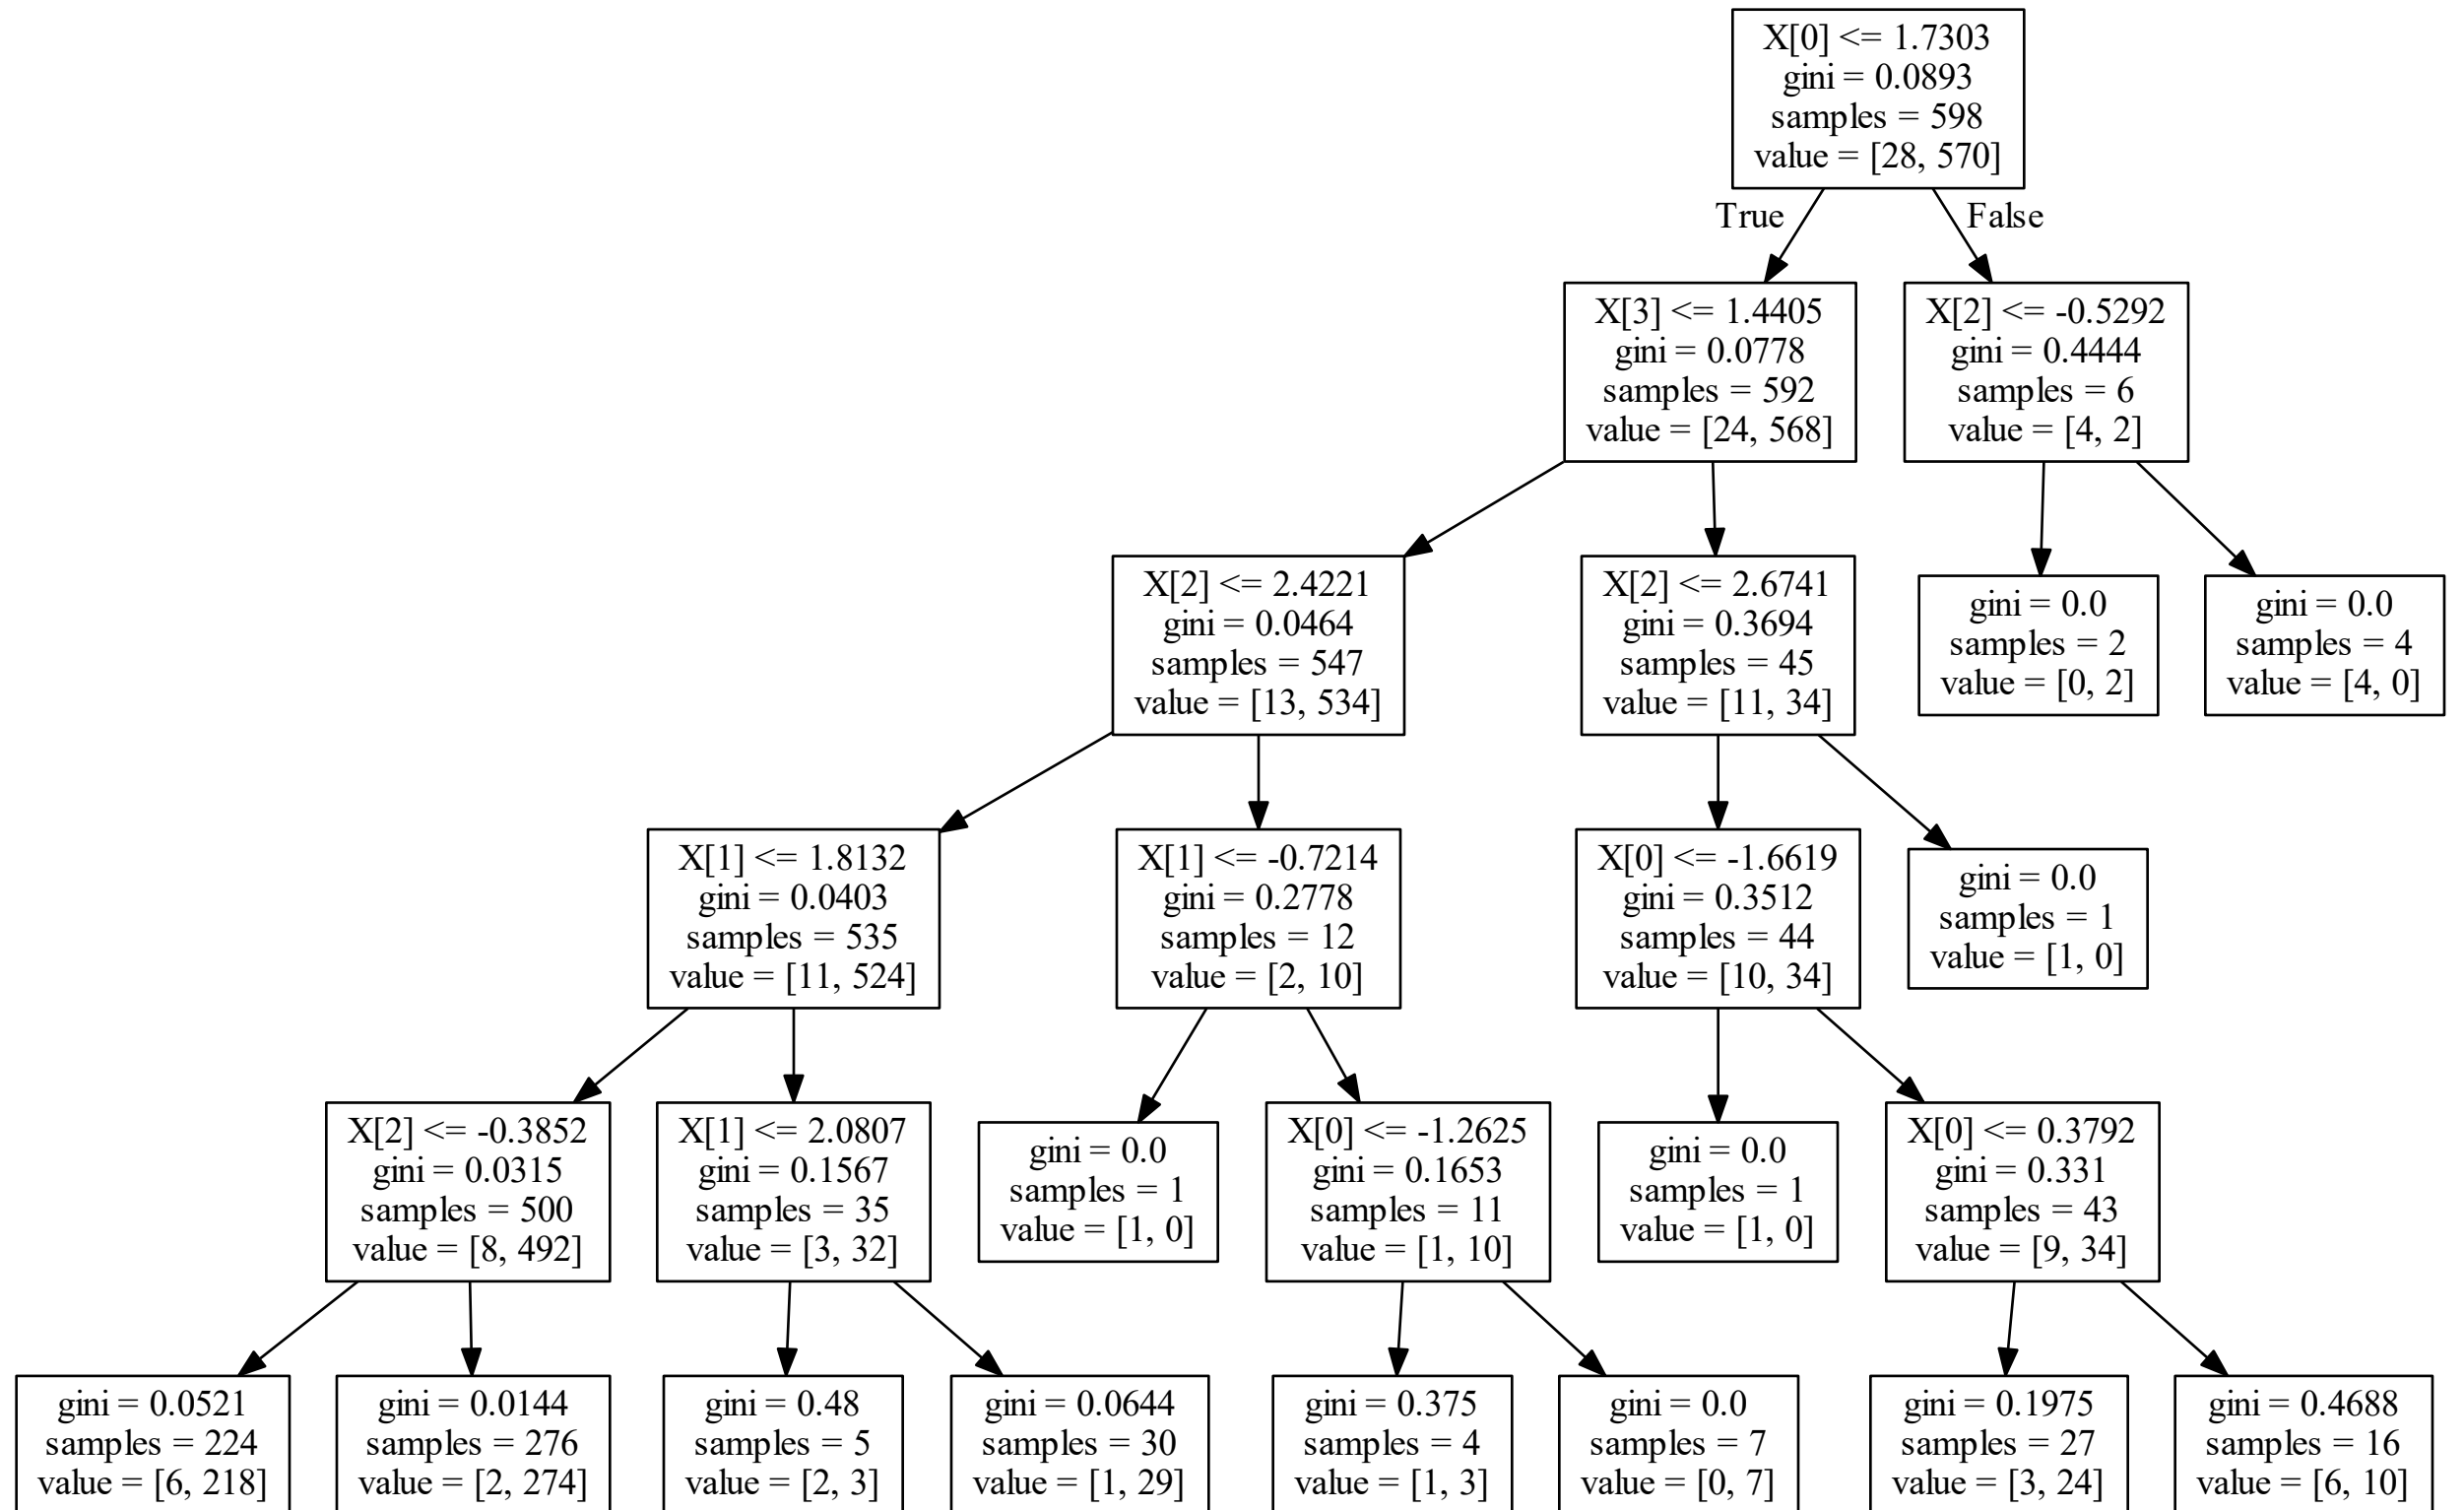 X[0] <= 1.7303
gini = 0.0893
samples = 598
value = [28, 570]
True
False
X[3] <= 1.4405
gini = 0.0778
samples = 592
value = [24, 568]
X[2] <= -0.5292
gini = 0.4444
samples = 6
value = [4, 2]
X[2] <= 2.4221
gini = 0.0464
samples = 547
value = [13, 534]
X[2] <= 2.6741
gini = 0.3694
samples = 45
value = [11, 34]
gini = 0.0
samples = 2
value = [0, 2]
gini = 0.0
samples = 4
value = [4, 0]
X[1] <= 1.8132
gini = 0.0403
samples = 535
value = [11, 524]
X[1] <= -0.7214
gini = 0.2778
samples = 12
value = [2, 10]
X[0] <= -1.6619
gini = 0.3512
samples = 44
value = [10, 34]
gini = 0.0
samples = 1
value = [1, 0]
X[2] <= -0.3852
gini = 0.0315
samples = 500
value = [8, 492]
X[1] <= 2.0807
gini = 0.1567
samples = 35
value = [3, 32]
gini = 0.0
samples = 1
value = [1, 0]
X[0] <= -1.2625
gini = 0.1653
samples = 11
value = [1, 10]
gini = 0.0
samples = 1
value = [1, 0]
X[0] <= 0.3792
gini = 0.331
samples = 43
value = [9, 34]
gini = 0.0521
samples = 224
value = [6, 218]
gini = 0.0144
samples = 276
value = [2, 274]
gini = 0.48
samples = 5
value = [2, 3]
gini = 0.0644
samples = 30
value = [1, 29]
gini = 0.375
samples = 4
value = [1, 3]
gini = 0.0
samples = 7
value = [0, 7]
gini = 0.1975
samples = 27
value = [3, 24]
gini = 0.4688
samples = 16
value = [6, 10]